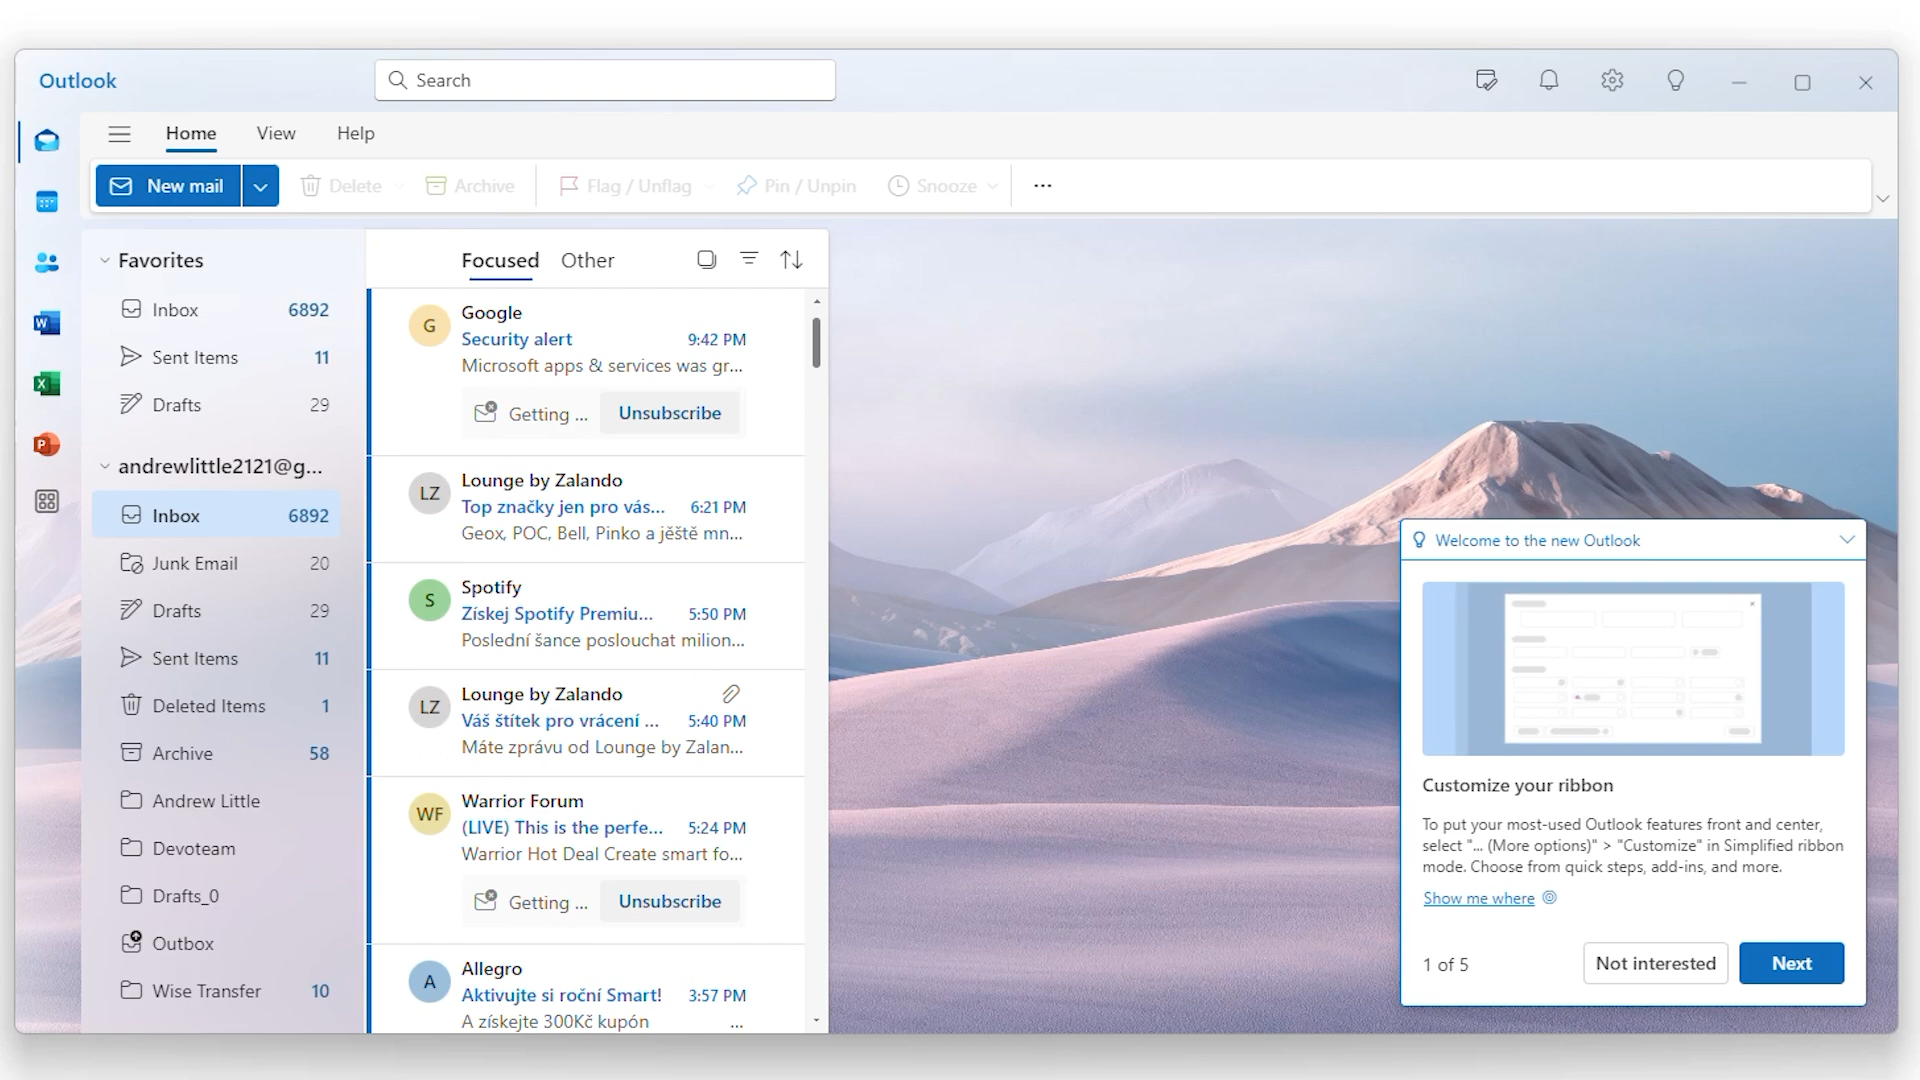 Outlook
Search
Home View Help
New mail Delete Archive Flag / Unflag Pin / Unpin Snooze ...
Favorites
Inbox 6892
Sent Items 11
Drafts 29
andrewlittle2121@g...
Inbox 6892
Junk Email 20
Drafts 29
Sent Items 11
Deleted Items 1
Archive 58
Andrew Little
Devoteam
Drafts_0
Outbox
Wise Transfer 10
Focused Other
G
Google
Security alert 9:42 PM
Microsoft apps & services was gr...
Getting ... Unsubscribe
LZ
Lounge by Zalando
Top značky jen pro vás... 6:21 PM
Geox, POC, Bell, Pinko a jěště mn...
S
Spotify
Získej Spotify Premiu... 5:50 PM
Poslední šance poslouchat milion...
LZ
Lounge by Zalando
Váš štítek pro vrácení ... 5:40 PM
Máte zprávu od Lounge by Zalan...
WF
Warrior Forum
(LIVE) This is the perfe... 5:24 PM
Warrior Hot Deal Create smart fo...
Getting ... Unsubscribe
A
Allegro
Aktivujte si roční Smart! 3:57 PM
A získejte 300Kč kupón ...
Welcome to the new Outlook
Customize your ribbon
To put your most-used Outlook features front and center,
select "... (More options)" > "Customize" in Simplified ribbon
mode. Choose from quick steps, add-ins, and more.
Show me where
1 of 5 Not interested Next